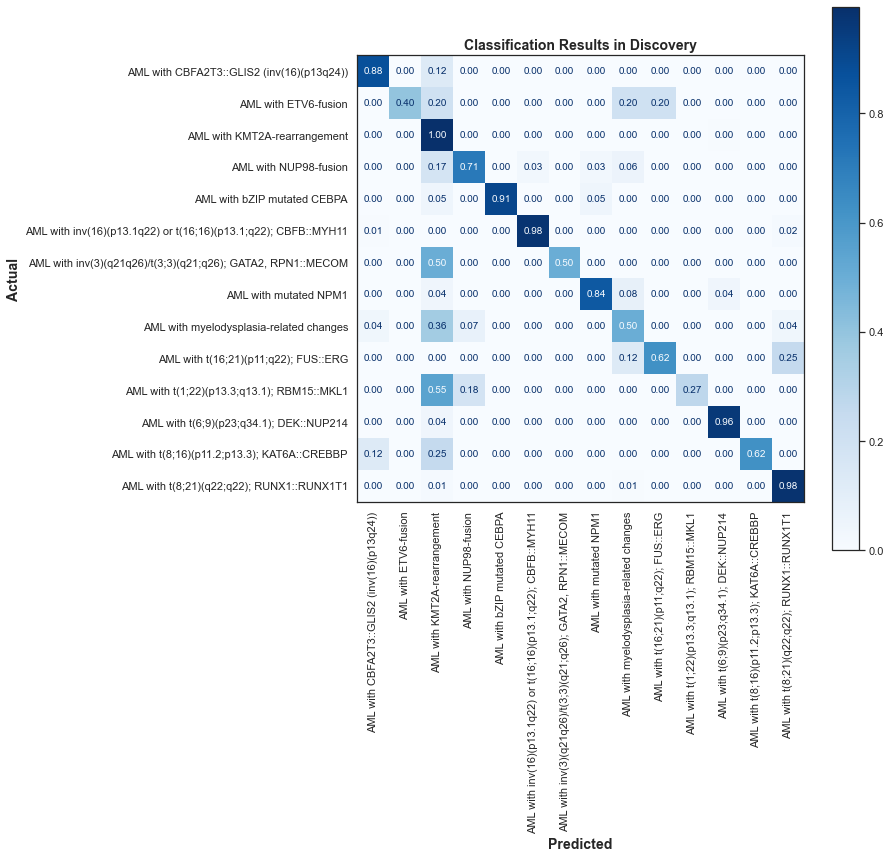 Classification Results in Discovery
AML with CBFA2T3::GLIS2 (inv(16)(p13q24)) 0.88 0.00 0.12 0.00 0.00 0.00 0.00 0.00 0.00 0.00 0.00 0.00 0.00 0.00
AML with ETV6-fusion 0.00 0.40 0.20 0.00 0.00 0.00 0.00 0.00 0.20 0.20 0.00 0.00 0.00 0.00
AML with KMT2A-rearrangement 0.00 0.00 1.00 0.00 0.00 0.00 0.00 0.00 0.00 0.00 0.00 0.00 0.00 0.00
AML with NUP98-fusion 0.00 0.00 0.17 0.71 0.00 0.03 0.00 0.03 0.06 0.00 0.00 0.00 0.00 0.00
AML with bZIP mutated CEBPA 0.00 0.00 0.05 0.00 0.91 0.00 0.00 0.05 0.00 0.00 0.00 0.00 0.00 0.00
AML with inv(16)(p13.1q22) or t(16;16)(p13.1;q22); CBFB::MYH11 0.01 0.00 0.00 0.00 0.00 0.98 0.00 0.00 0.00 0.00 0.00 0.00 0.00 0.02
AML with inv(3)(q21q26)/t(3;3)(q21;q26); GATA2, RPN1::MECOM 0.00 0.00 0.50 0.00 0.00 0.00 0.50 0.00 0.00 0.00 0.00 0.00 0.00 0.00
AML with mutated NPM1 0.00 0.00 0.04 0.00 0.00 0.00 0.00 0.84 0.08 0.00 0.00 0.04 0.00 0.00
AML with myelodysplasia-related changes 0.04 0.00 0.36 0.07 0.00 0.00 0.00 0.00 0.50 0.00 0.00 0.00 0.00 0.04
AML with t(16;21)(p11;q22); FUS::ERG 0.00 0.00 0.00 0.00 0.00 0.00 0.00 0.00 0.12 0.62 0.00 0.00 0.00 0.25
AML with t(1;22)(p13.3;q13.1); RBM15::MKL1 0.00 0.00 0.55 0.18 0.00 0.00 0.00 0.00 0.00 0.00 0.27 0.00 0.00 0.00
AML with t(6;9)(p23;q34.1); DEK::NUP214 0.00 0.00 0.04 0.00 0.00 0.00 0.00 0.00 0.00 0.00 0.00 0.96 0.00 0.00
AML with t(8;16)(p11.2;p13.3); KAT6A::CREBBP 0.12 0.00 0.25 0.00 0.00 0.00 0.00 0.00 0.00 0.00 0.00 0.00 0.62 0.00
AML with t(8;21)(q22;q22); RUNX1::RUNX1T1 0.00 0.00 0.01 0.00 0.00 0.00 0.00 0.00 0.01 0.00 0.00 0.00 0.00 0.98
Actual
AML with CBFA2T3::GLIS2 (inv(16)(p13q24))
AML with ETV6-fusion
AML with KMT2A-rearrangement
AML with NUP98-fusion
AML with bZIP mutated CEBPA
AML with inv(16)(p13.1q22) or t(16;16)(p13.1;q22); CBFB::MYH11
AML with inv(3)(q21q26)/t(3;3)(q21;q26); GATA2, RPN1::MECOM
AML with mutated NPM1
AML with myelodysplasia-related changes
AML with t(16;21)(p11;q22); FUS::ERG
AML with t(1;22)(p13.3;q13.1); RBM15::MKL1
AML with t(6;9)(p23;q34.1); DEK::NUP214
AML with t(8;16)(p11.2;p13.3); KAT6A::CREBBP
AML with t(8;21)(q22;q22); RUNX1::RUNX1T1
Predicted
0.8
0.6
0.4
0.2
0.0